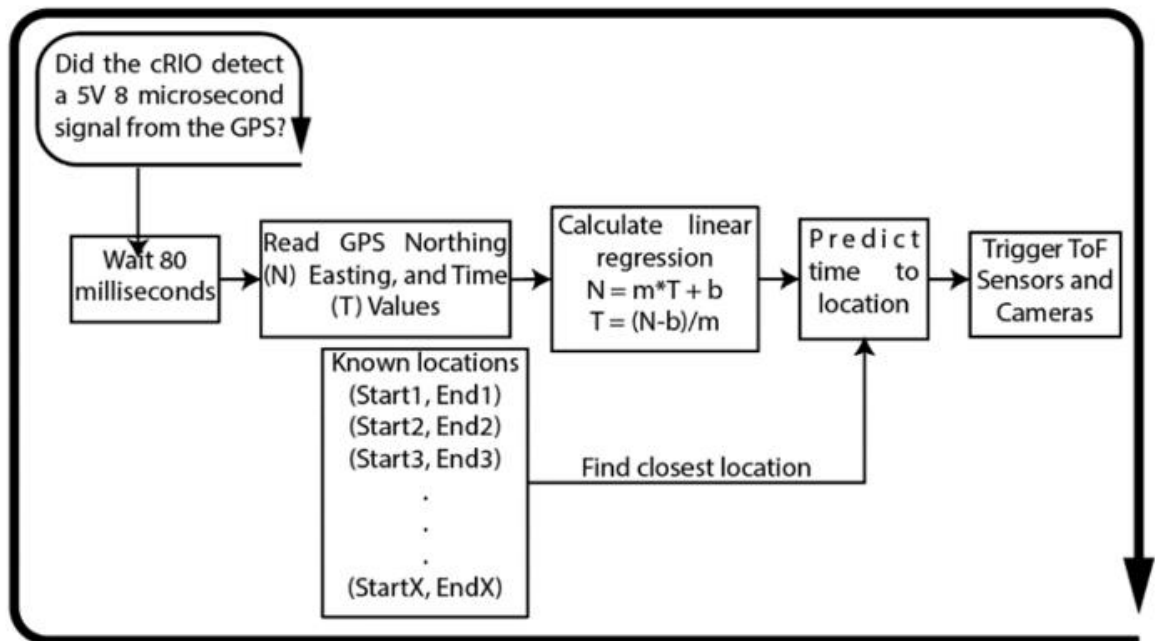 Did the cRIO detect
a 5V 8 microsecond
signal from the GPS?
Wait 80
milliseconds
Read GPS Northing
(N) Easting, and Time
(T) Values
Calculate linear
regression
N = m*T + b
T = (N-b)/m
Predict
time to
location
Trigger ToF
Sensors and
Cameras
Known locations
(Start1, End1)
(Start2, End2)
(Start3, End3)
.
.
.
(StartX, EndX)
Find closest location